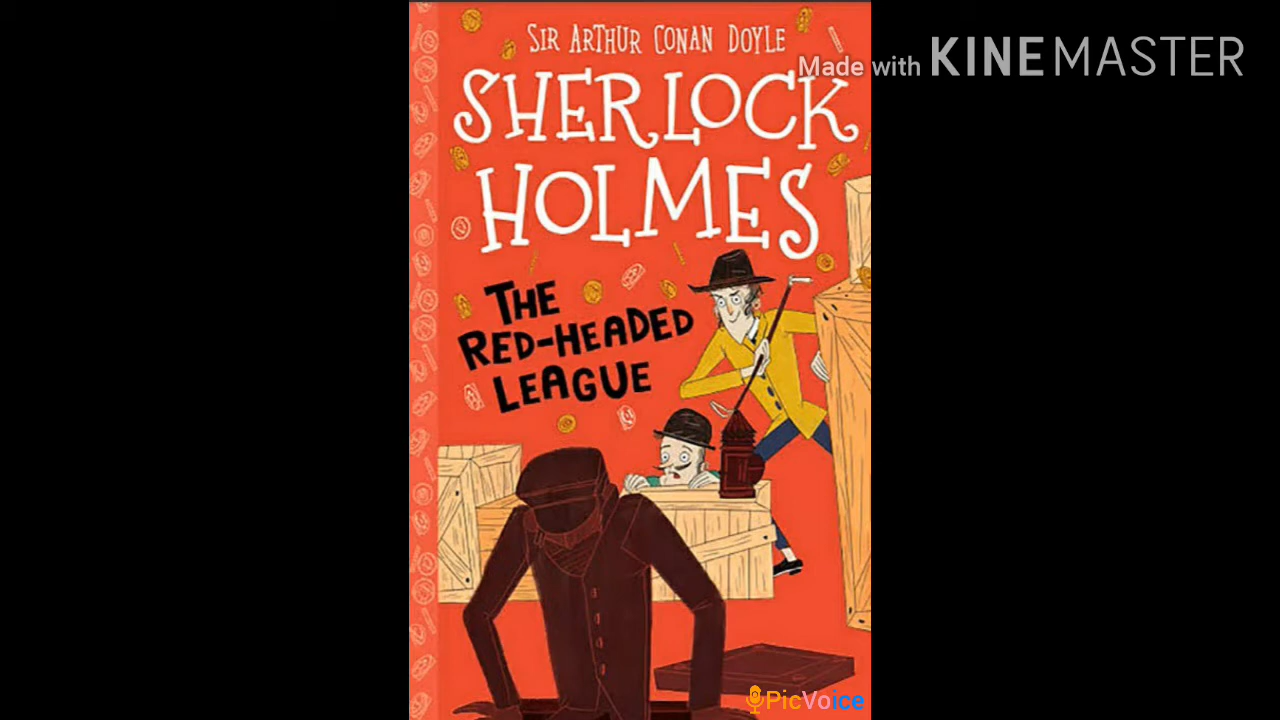 SIR ARTHUR CONAN DOYLE
Made with KINEMASTER
SHERLOCK
HOLMES
THE
RED-HEADED
LEAGUE
PicVoice